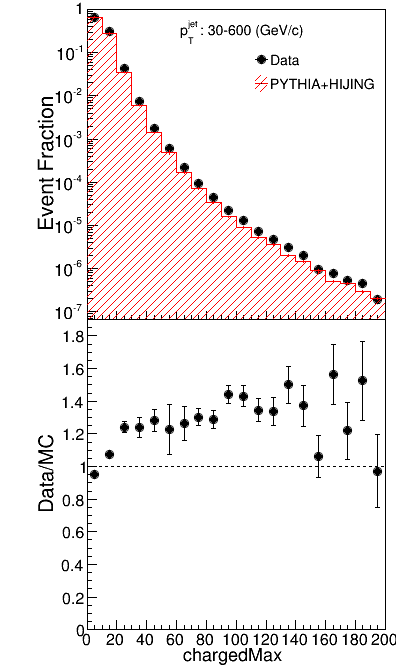 1
10^-1
10^-2
10^-3
10^-4
10^-5
10^-6
10^-7
Event Fraction
p_T^jet : 30-600 (GeV/c)
Data
PYTHIA+HIJING
1.8
1.6
1.4
1.2
1
0.8
0.6
0.4
0.2
0
Data/MC
0 20 40 60 80 100 120 140 160 180 200
chargedMax